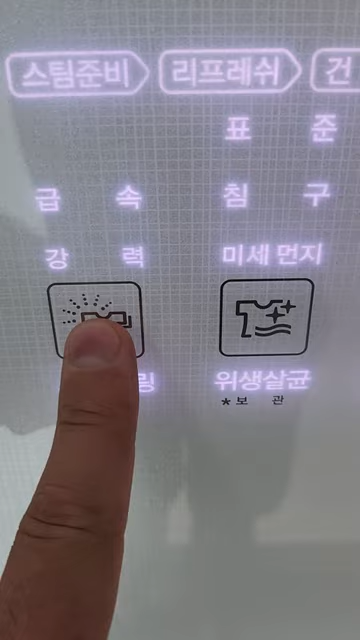 스팀준비 리프레쉬 건
표 준
급 속 침 구
강 력 미세먼지
링 위생살균
*보 관